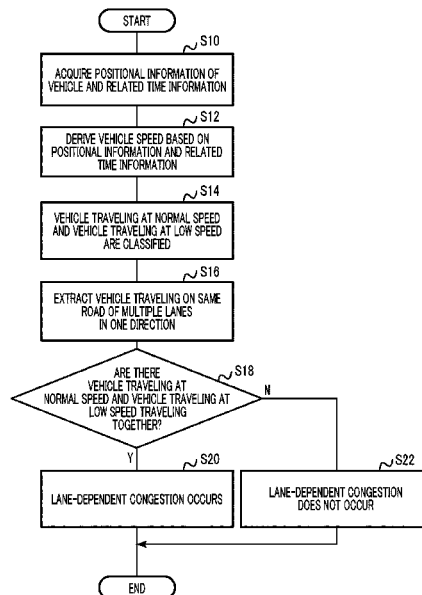 START
S10
ACQUIRE POSITIONAL INFORMATION OF
VEHICLE AND RELATED TIME INFORMATION
S12
DERIVE VEHICLE SPEED BASED ON
POSITIONAL INFORMATION AND RELATED
TIME INFORMATION
S14
VEHICLE TRAVELING AT NORMAL SPEED
AND VEHICLE TRAVELING AT LOW SPEED
ARE CLASSIFIED
S16
EXTRACT VEHICLE TRAVELING ON SAME
ROAD OF MULTIPLE LANES
IN ONE DIRECTION
S18
ARE THERE
VEHICLE TRAVELING AT
NORMAL SPEED AND VEHICLE TRAVELING AT
LOW SPEED TRAVELING
TOGETHER?
N
Y
S20
LANE-DEPENDENT CONGESTION OCCURS
S22
LANE-DEPENDENT CONGESTION
DOES NOT OCCUR
END